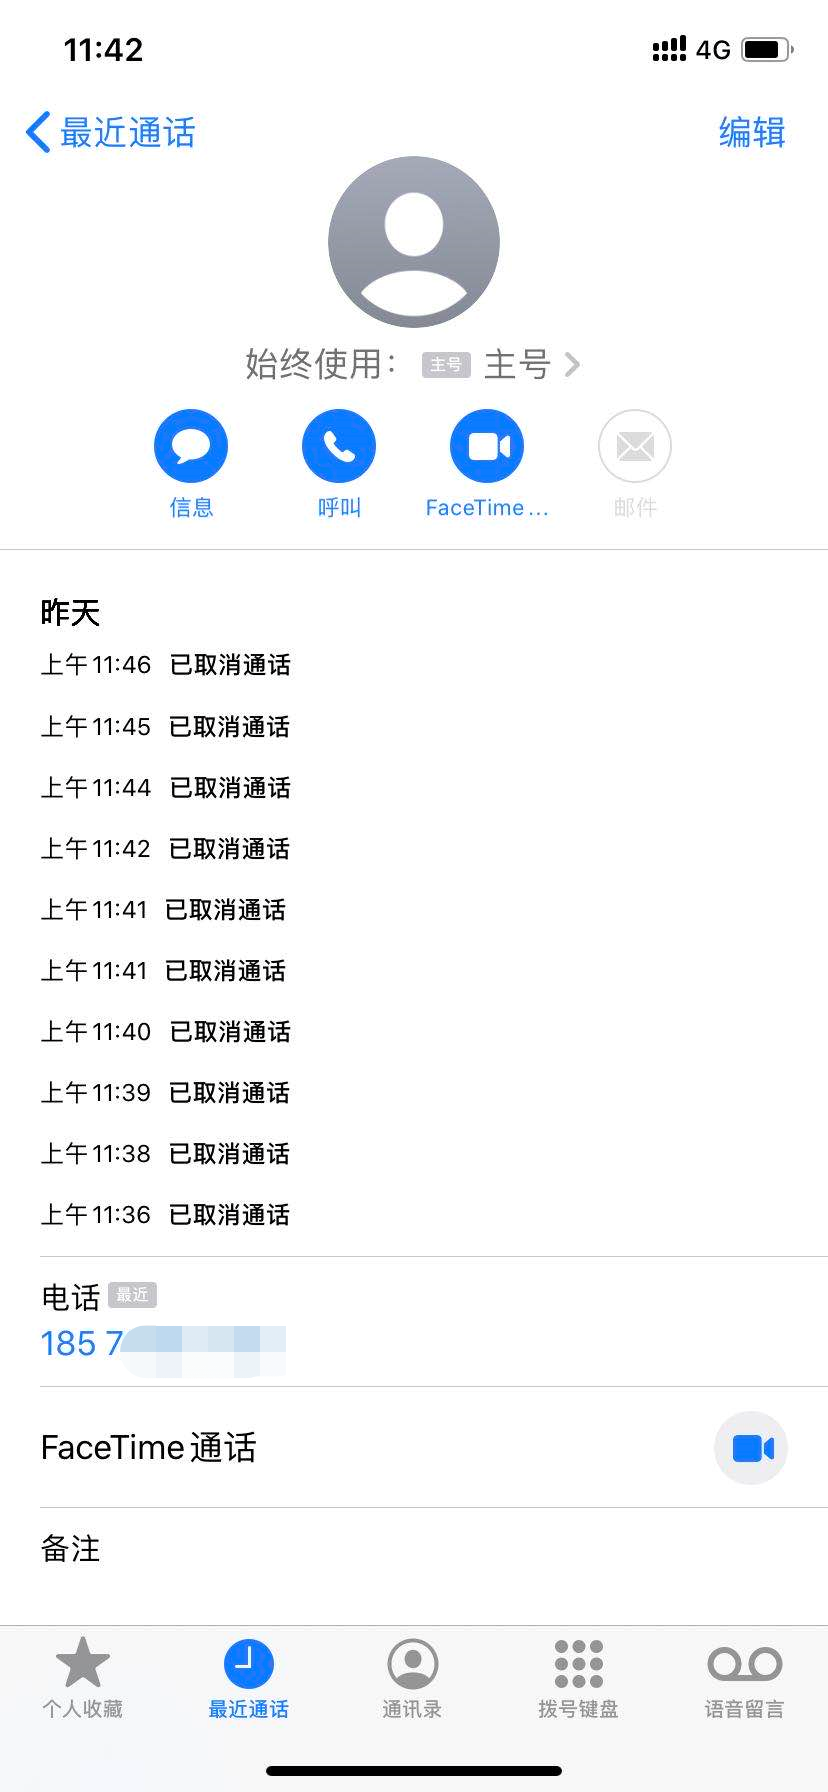 11:42 4G
最近通话 编辑
始终使用： 主号 主号
信息 呼叫 FaceTime… 邮件
昨天
上午11:46 已取消通话
上午11:45 已取消通话
上午11:44 已取消通话
上午11:42 已取消通话
上午11:41 已取消通话
上午11:41 已取消通话
上午11:40 已取消通话
上午11:39 已取消通话
上午11:38 已取消通话
上午11:36 已取消通话
电话 最近
185 7
FaceTime通话
备注
个人收藏 最近通话 通讯录 拨号键盘 语音留言